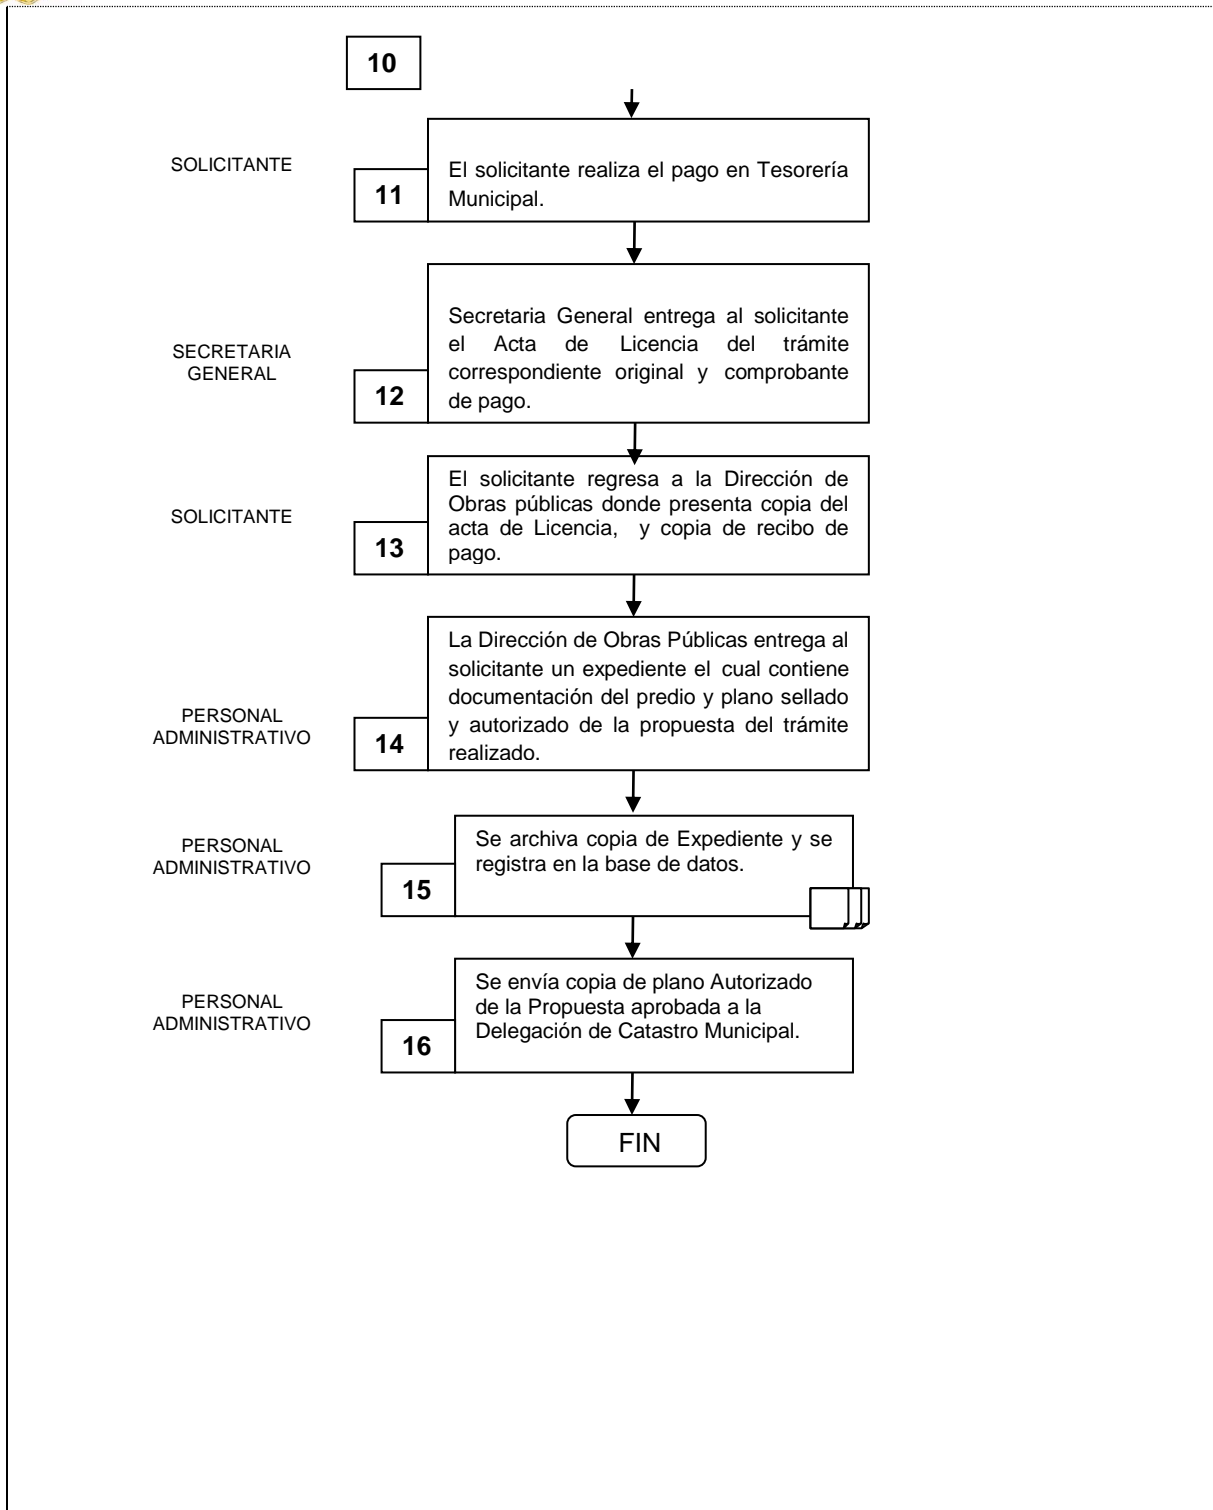 10
SOLICITANTE
11
El solicitante realiza el pago en Tesorería
Municipal.
SECRETARIA
GENERAL
12
Secretaria General entrega al solicitante
el Acta de Licencia del trámite
correspondiente original y comprobante
de pago.
SOLICITANTE
13
El solicitante regresa a la Dirección de
Obras públicas donde presenta copia del
acta de Licencia, y copia de recibo de
pago.
PERSONAL
ADMINISTRATIVO
14
La Dirección de Obras Públicas entrega al
solicitante un expediente el cual contiene
documentación del predio y plano sellado
y autorizado de la propuesta del trámite
realizado.
PERSONAL
ADMINISTRATIVO
15
Se archiva copia de Expediente y se
registra en la base de datos.
PERSONAL
ADMINISTRATIVO
16
Se envía copia de plano Autorizado
de la Propuesta aprobada a la
Delegación de Catastro Municipal.
FIN